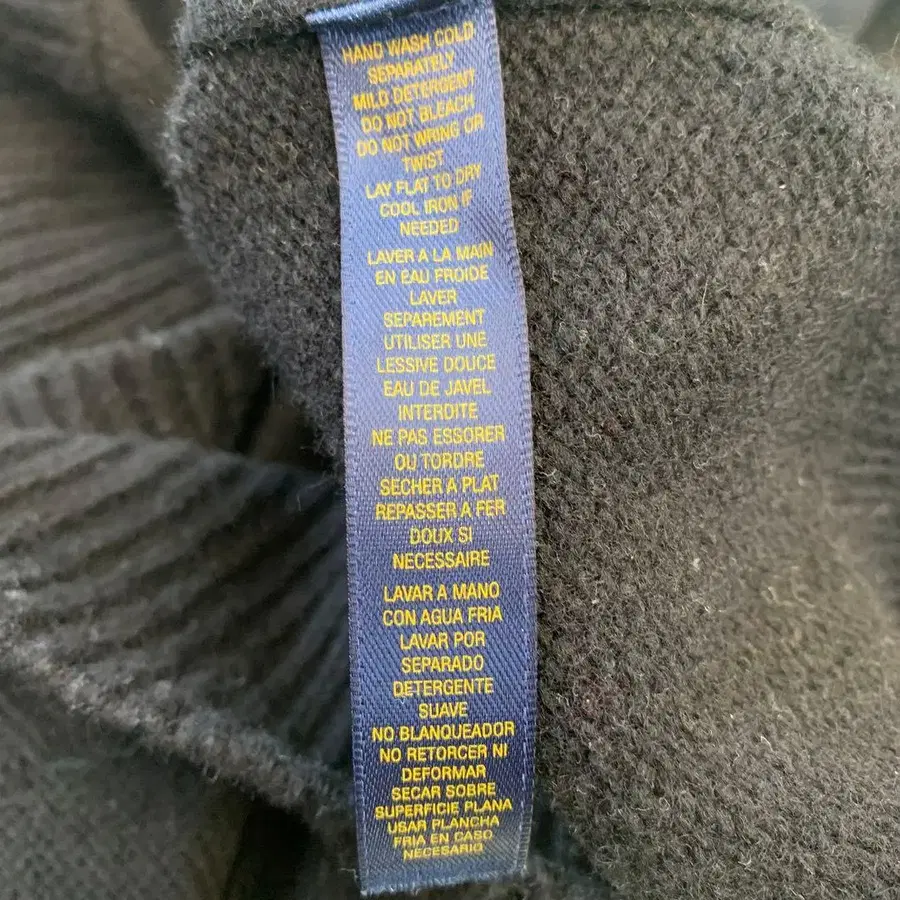 HAND WASH COLD
SEPARATELY
MILD DETERGENT
DO NOT BLEACH
DO NOT WRING OR
TWIST
LAY FLAT TO DRY
COOL IRON IF
NEEDED
LAVER A LA MAIN
EN EAU FROIDE
LAVER
SEPAREMENT
UTILISER UNE
LESSIVE DOUCE
EAU DE JAVEL
INTERDITE
NE PAS ESSORER
OU TORDRE
SECHER A PLAT
REPASSER A FER
DOUX SI
NECESSAIRE
LAVAR A MANO
CON AGUA FRIA
LAVAR POR
SEPARADO
DETERGENTE
SUAVE
NO BLANQUEADOR
NO RETORCER NI
DEFORMAR
SECAR SOBRE
SUPERFICIE PLANA
USAR PLANCHA
FRIA EN CASO
NECESARIO